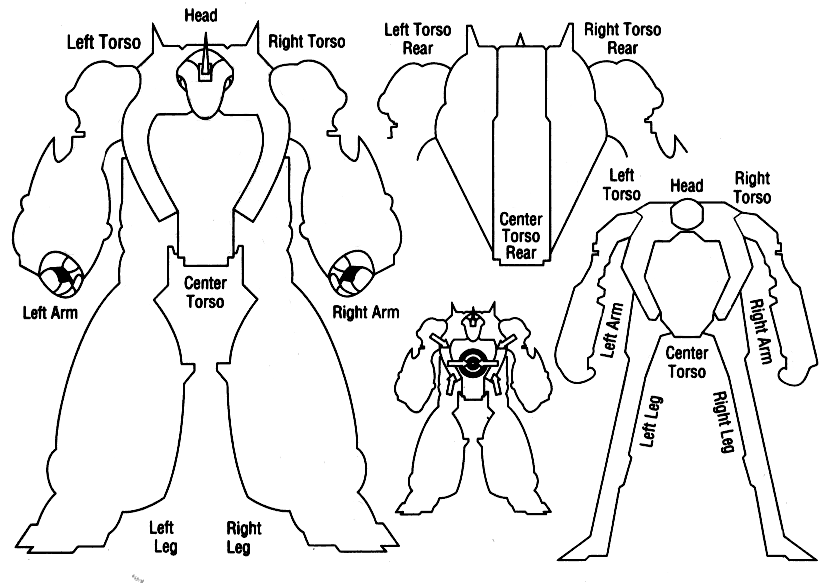 Head
Left Torso
Right Torso
Left Arm
Center
Torso
Right Arm
Left
Leg
Right
Leg
Left Torso
Rear
Right Torso
Rear
Center
Torso
Rear
Left
Torso
Head
Right
Torso
Left Arm
Right Arm
Center
Torso
Left Leg
Right Leg